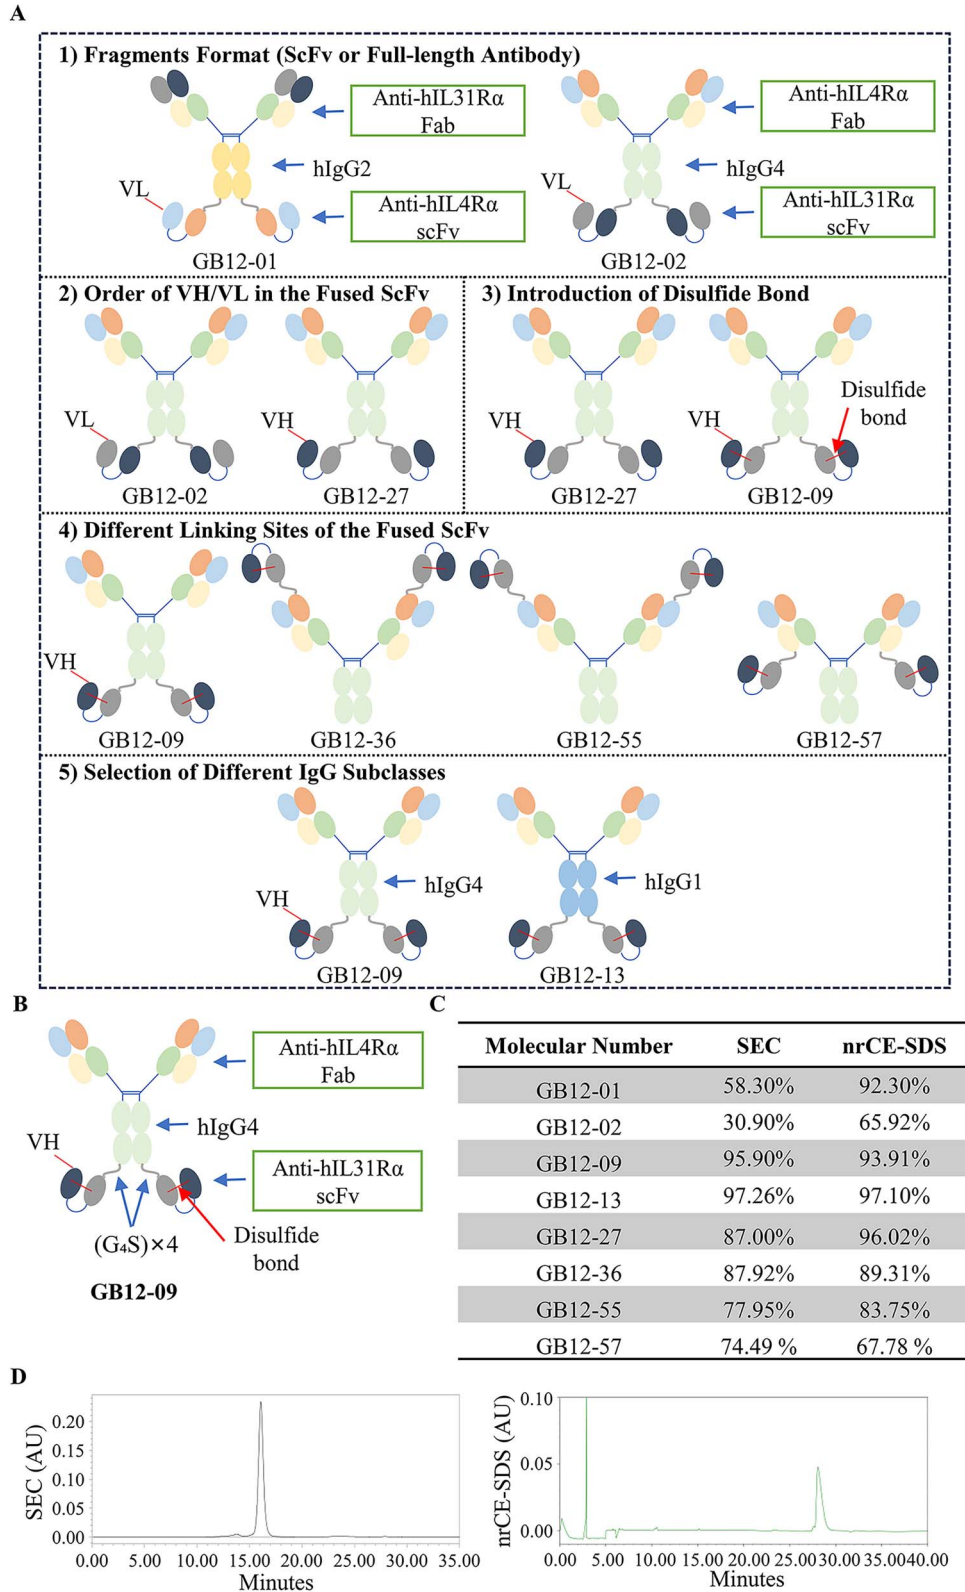 A
1) Fragments Format (ScFv or Full-length Antibody)
Anti-hIL31Rα
Fab
hIgG2
VL
Anti-hIL4Rα
scFv
GB12-01
Anti-hIL4Rα
Fab
hIgG4
VL
Anti-hIL31Rα
scFv
GB12-02
2) Order of VH/VL in the Fused ScFv
VL
VH
GB12-02
GB12-27
3) Introduction of Disulfide Bond
VH
VH
Disulfide
bond
GB12-27
GB12-09
4) Different Linking Sites of the Fused ScFv
VH
GB12-09
GB12-36
GB12-55
GB12-57
5) Selection of Different IgG Subclasses
hIgG4
hIgG1
VH
GB12-09
GB12-13
B
Anti-hIL4Rα
Fab
hIgG4
VH
Anti-hIL31Rα
scFv
(G₄S)×4
Disulfide
bond
GB12-09
C
Molecular Number SEC nrCE-SDS
GB12-01 58.30% 92.30%
GB12-02 30.90% 65.92%
GB12-09 95.90% 93.91%
GB12-13 97.26% 97.10%
GB12-27 87.00% 96.02%
GB12-36 87.92% 89.31%
GB12-55 77.95% 83.75%
GB12-57 74.49 % 67.78 %
D
SEC (AU)
0.20
0.15
0.10
0.05
0.00
0.00 5.00 10.00 15.00 20.00 25.00 30.00 35.00
Minutes
nrCE-SDS (AU)
0.10
0.05
0.00
0.00 5.00 10.00 15.00 20.00 25.00 30.00 35.00 40.00
Minutes